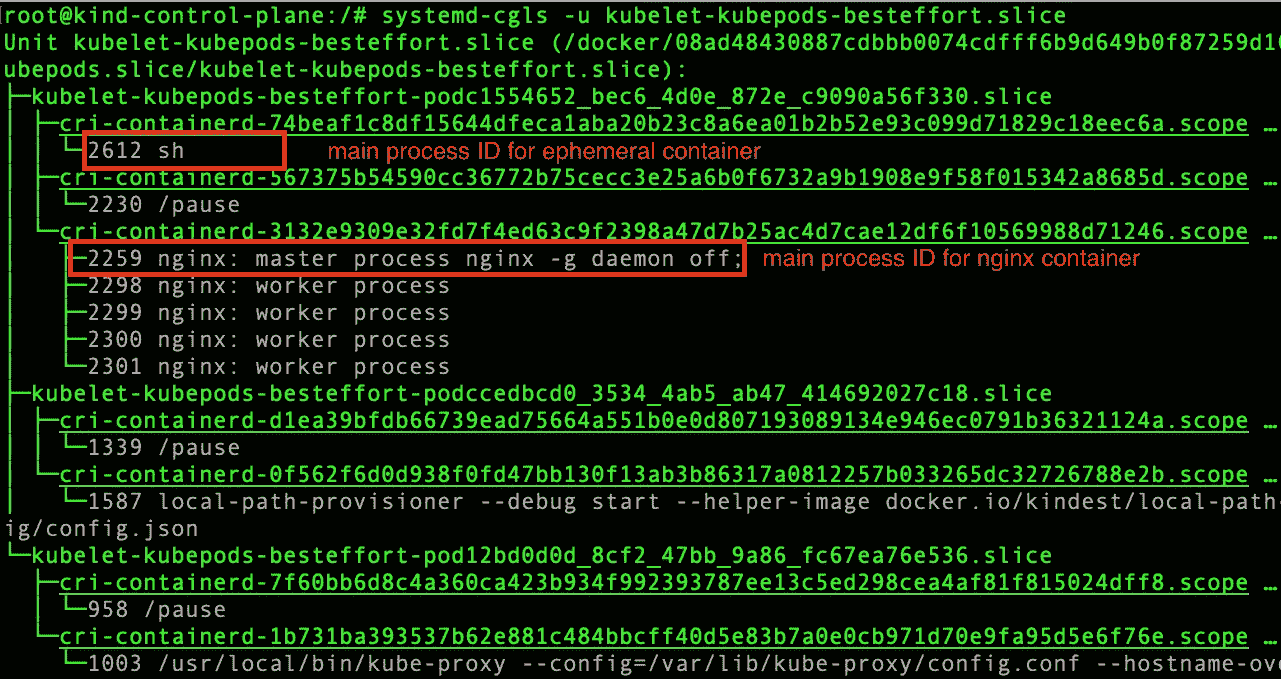 root@kind-control-plane:/# systemd-cgls -u kubelet-kubepods-besteffort.slice
Unit kubelet-kubepods-besteffort.slice (/docker/08ad48430887cdbbb0074cdfff6b9d649b0f87259d10
ubepods.slice/kubelet-kubepods-besteffort.slice):
├─kubelet-kubepods-besteffort-podc1554652_bec6_4d0e_872e_c9090a56f330.slice
│ ├─cri-containerd-74beaf1c8df15644dfeca1aba20b23c8a6ea01b2b52e93c099d71829c18eec6a.scope …
│ │ └─2612 sh main process ID for ephemeral container
│ ├─cri-containerd-567375b54590cc36772b75cecc3e25a6b0f6732a9b1908e9f58f015342a8685d.scope …
│ │ └─2230 /pause
│ └─cri-containerd-3132e9309e32fd7f4ed63c9f2398a47d7b25ac4d7cae12df6f10569988d71246.scope …
│   ├─2259 nginx: master process nginx -g daemon off; main process ID for nginx container
│   ├─2298 nginx: worker process
│   ├─2299 nginx: worker process
│   ├─2300 nginx: worker process
│   └─2301 nginx: worker process
├─kubelet-kubepods-besteffort-podccedbcd0_3534_4ab5_ab47_414692027c18.slice
│ ├─cri-containerd-d1ea39bfdb66739ead75664a551b0e0d807193089134e946ec0791b36321124a.scope …
│ │ └─1339 /pause
│ └─cri-containerd-0f562f6d0d938f0fd47bb130f13ab3b86317a0812257b033265dc32726788e2b.scope …
│   └─1587 local-path-provisioner --debug start --helper-image docker.io/kindest/local-path-
ig/config.json
└─kubelet-kubepods-besteffort-pod12bd0d0d_8cf2_47bb_9a86_fc67ea76e536.slice
  ├─cri-containerd-7f60bb6d8c4a360ca423b934f992393787ee13c5ed298cea4af81f815024dff8.scope …
  │ └─958 /pause
  └─cri-containerd-1b731ba393537b62e881c484bbcff40d5e83b7a0e0cb971d70e9fa95d5e6f76e.scope …
    └─1003 /usr/local/bin/kube-proxy --config=/var/lib/kube-proxy/config.conf --hostname-ove